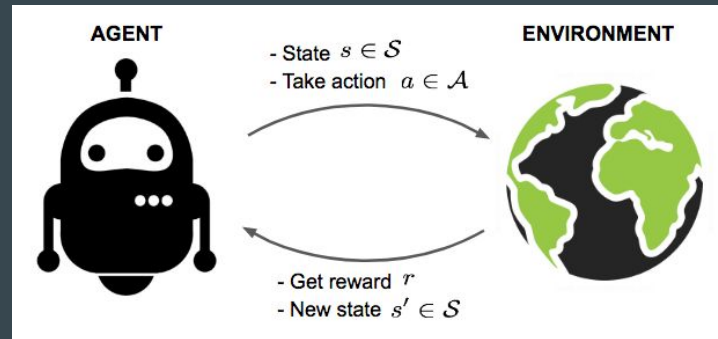 AGENT
ENVIRONMENT
- State s ∈ 𝒮
- Take action a ∈ 𝒜
- Get reward r
- New state s′ ∈ 𝒮